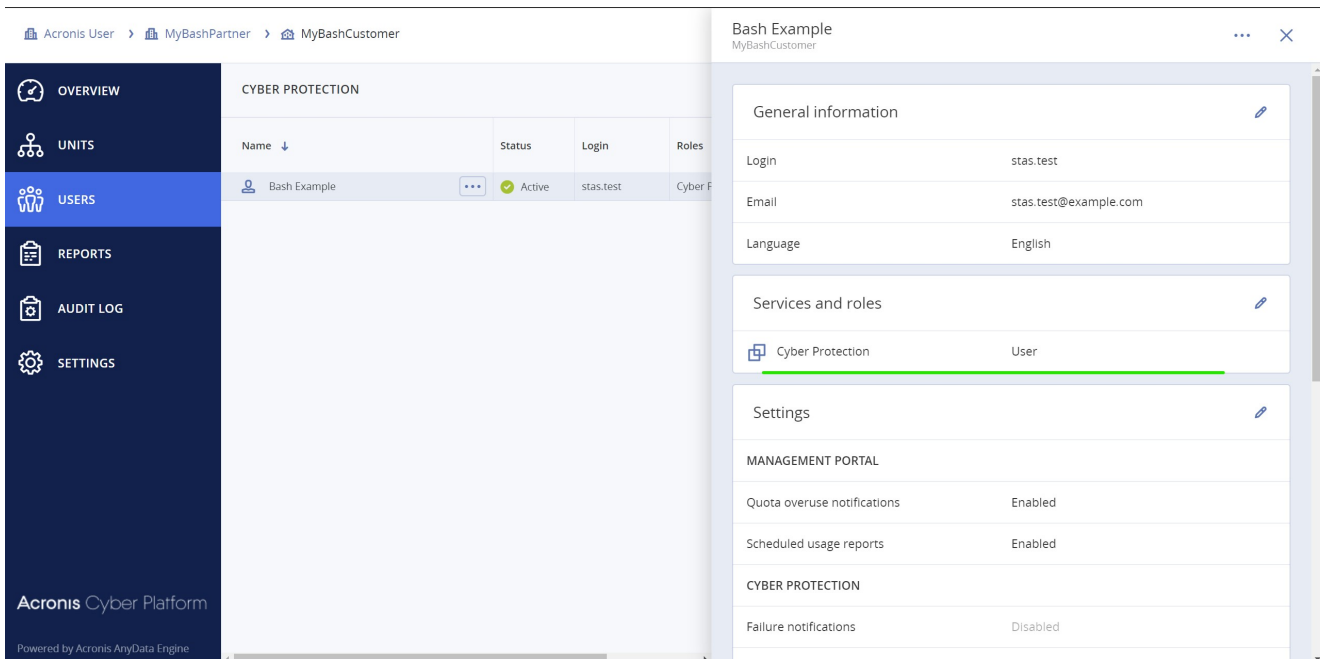 Acronis User > MyBashPartner > MyBashCustomer
OVERVIEW
UNITS
USERS
REPORTS
AUDIT LOG
SETTINGS
Acronis Cyber Platform
Powered by Acronis AnyData Engine
CYBER PROTECTION
Name ↓ Status Login Roles
Bash Example ... Active stas.test Cyber
Bash Example
MyBashCustomer
General information
Login stas.test
Email stas.test@example.com
Language English
Services and roles
Cyber Protection User
Settings
MANAGEMENT PORTAL
Quota overuse notifications Enabled
Scheduled usage reports Enabled
CYBER PROTECTION
Failure notifications Disabled